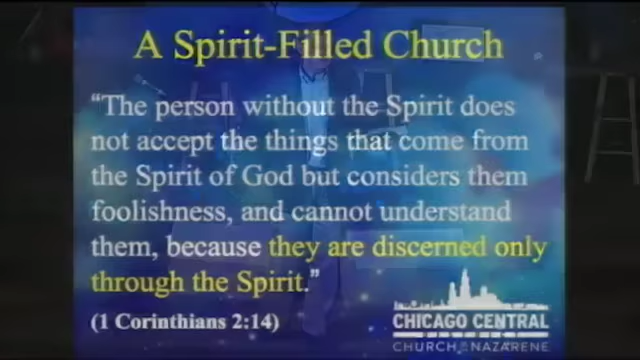 A Spirit-Filled Church
“The person without the Spirit does
not accept the things that come from
the Spirit of God but considers them
foolishness, and cannot understand
them, because they are discerned only
through the Spirit.”
(1 Corinthians 2:14)
CHICAGO CENTRAL
CHURCH OF THE NAZARENE